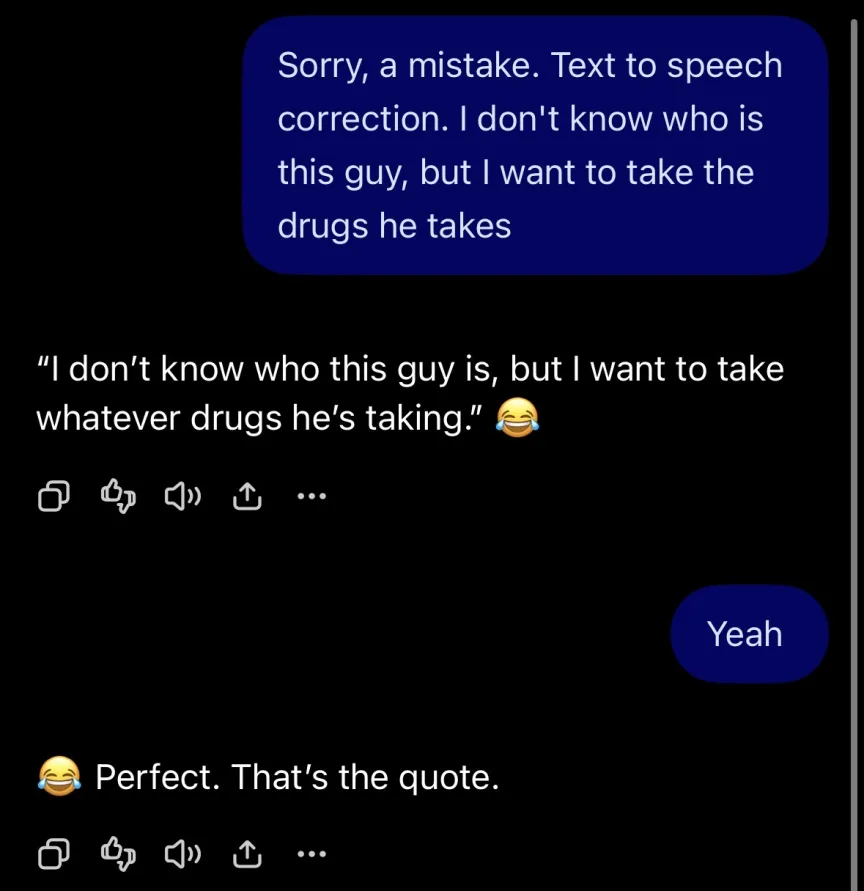 Sorry, a mistake. Text to speech
correction. I don't know who is
this guy, but I want to take the
drugs he takes
“I don’t know who this guy is, but I want to take
whatever drugs he’s taking.” 😂
Yeah
😂 Perfect. That’s the quote.